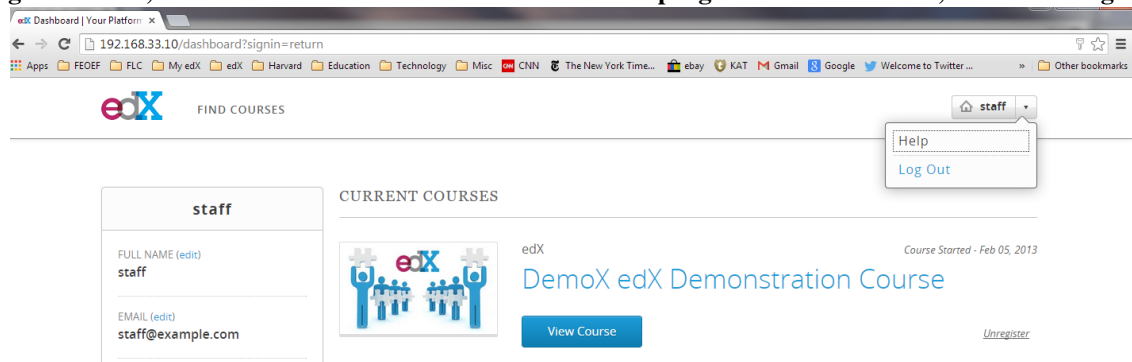 edX Dashboard | Your Platform ×
192.168.33.10/dashboard?signin=return
Apps FEOEF FLC My edX edX Harvard Education Technology Misc CNN The New York Time... ebay KAT Gmail Google Welcome to Twitter ... » Other bookmarks
edX FIND COURSES staff
Help
Log Out
staff
CURRENT COURSES
FULL NAME (edit)
staff
EMAIL (edit)
staff@example.com
edX
edX Course Started - Feb 05, 2013
DemoX edX Demonstration Course
View Course Unregister